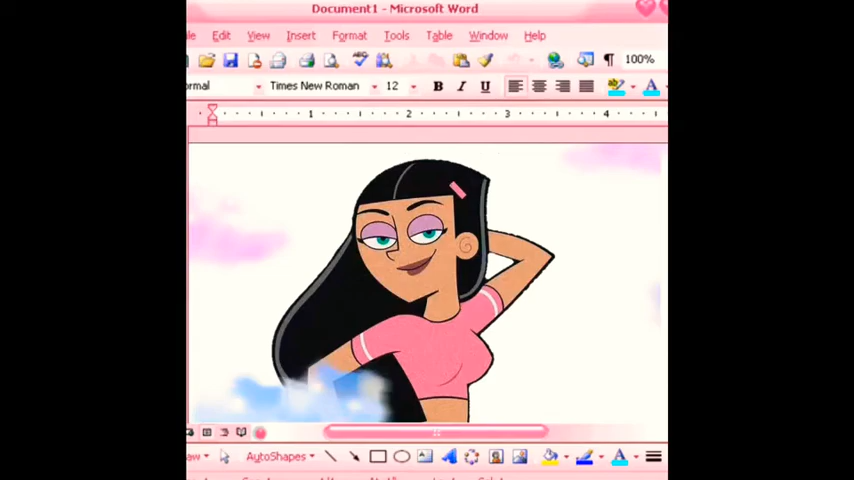 Document1 - Microsoft Word
Edit View Insert Format Tools Table Window Help
100%
Times New Roman 12 B I U A
1 2 3 4
AutoShapes A